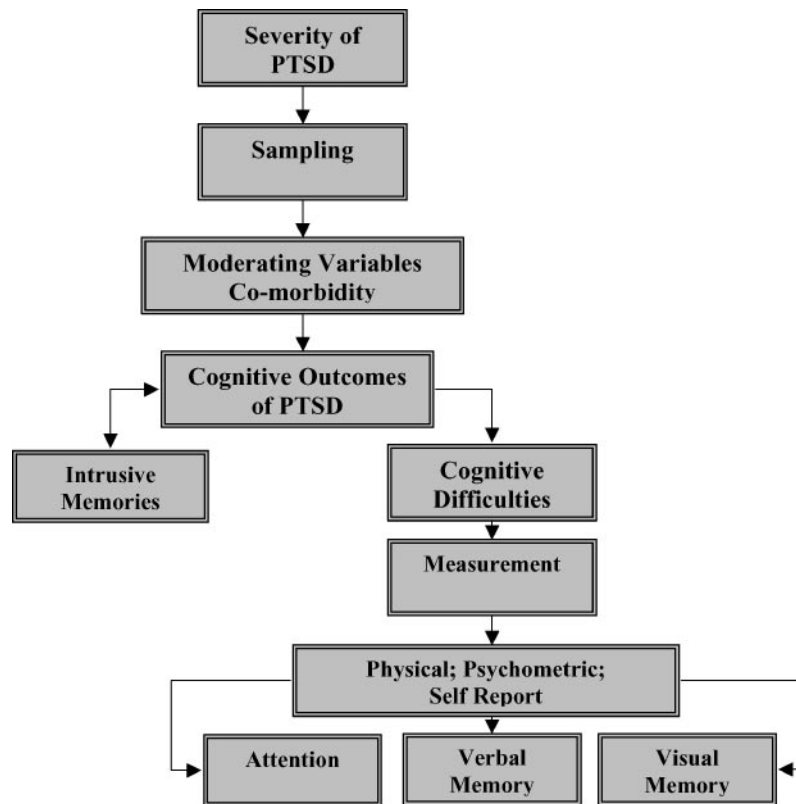 Severity of
PTSD
Sampling
Moderating Variables
Co-morbidity
Cognitive Outcomes
of PTSD
Intrusive
Memories
Cognitive
Difficulties
Measurement
Physical; Psychometric;
Self Report
Attention
Verbal
Memory
Visual
Memory